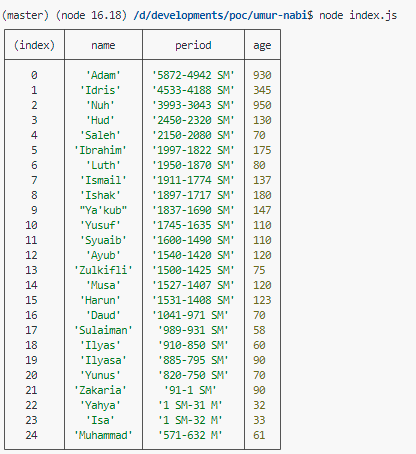 (master) (node 16.18) /d/developments/poc/umur-nabi$ node index.js
(index) name period age
0 'Adam' '5872-4942 SM' 930
1 'Idris' '4533-4188 SM' 345
2 'Nuh' '3993-3043 SM' 950
3 'Hud' '2450-2320 SM' 130
4 'Saleh' '2150-2080 SM' 70
5 'Ibrahim' '1997-1822 SM' 175
6 'Luth' '1950-1870 SM' 80
7 'Ismail' '1911-1774 SM' 137
8 'Ishak' '1897-1717 SM' 180
9 "Ya'kub" '1837-1690 SM' 147
10 'Yusuf' '1745-1635 SM' 110
11 'Syuaib' '1600-1490 SM' 110
12 'Ayub' '1540-1420 SM' 120
13 'Zulkifli' '1500-1425 SM' 75
14 'Musa' '1527-1407 SM' 120
15 'Harun' '1531-1408 SM' 123
16 'Daud' '1041-971 SM' 70
17 'Sulaiman' '989-931 SM' 58
18 'Ilyas' '910-850 SM' 60
19 'Ilyasa' '885-795 SM' 90
20 'Yunus' '820-750 SM' 70
21 'Zakaria' '91-1 SM' 90
22 'Yahya' '1 SM-31 M' 32
23 'Isa' '1 SM-32 M' 33
24 'Muhammad' '571-632 M' 61